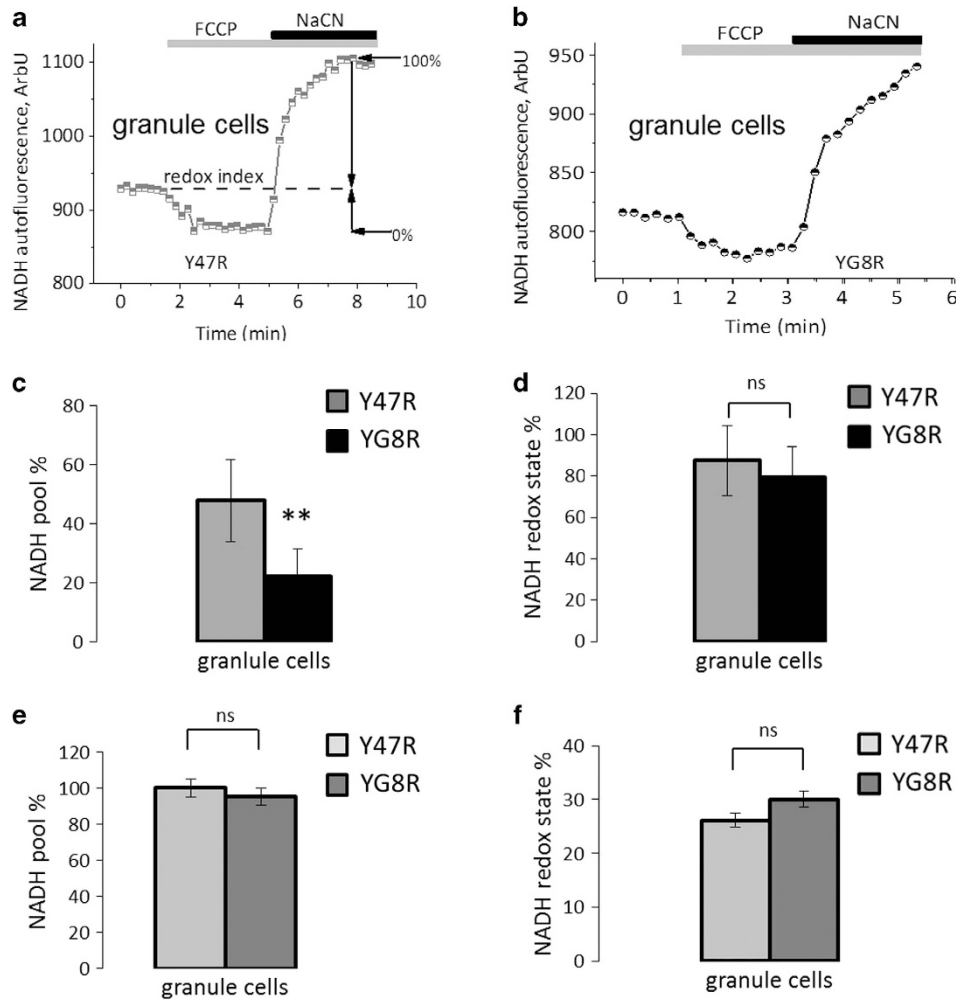 a
FCCP
NaCN
NADH autofluorescence, ArbU
1100
1000
900
800
granule cells
redox index
100%
0%
Y47R
0 2 4 6 8 10
Time (min)
b
FCCP
NaCN
NADH autofluorescence, ArbU
950
900
850
800
granule cells
YG8R
0 1 2 3 4 5 6
Time (min)
c
NADH pool %
80
60
40
20
0
**
Y47R
YG8R
granlule cells
d
NADH redox state %
120
100
80
60
40
20
0
ns
Y47R
YG8R
granule cells
e
NADH pool %
120
100
80
60
40
20
0
ns
Y47R
YG8R
granule cells
f
NADH redox state %
40
30
20
10
0
ns
Y47R
YG8R
granule cells